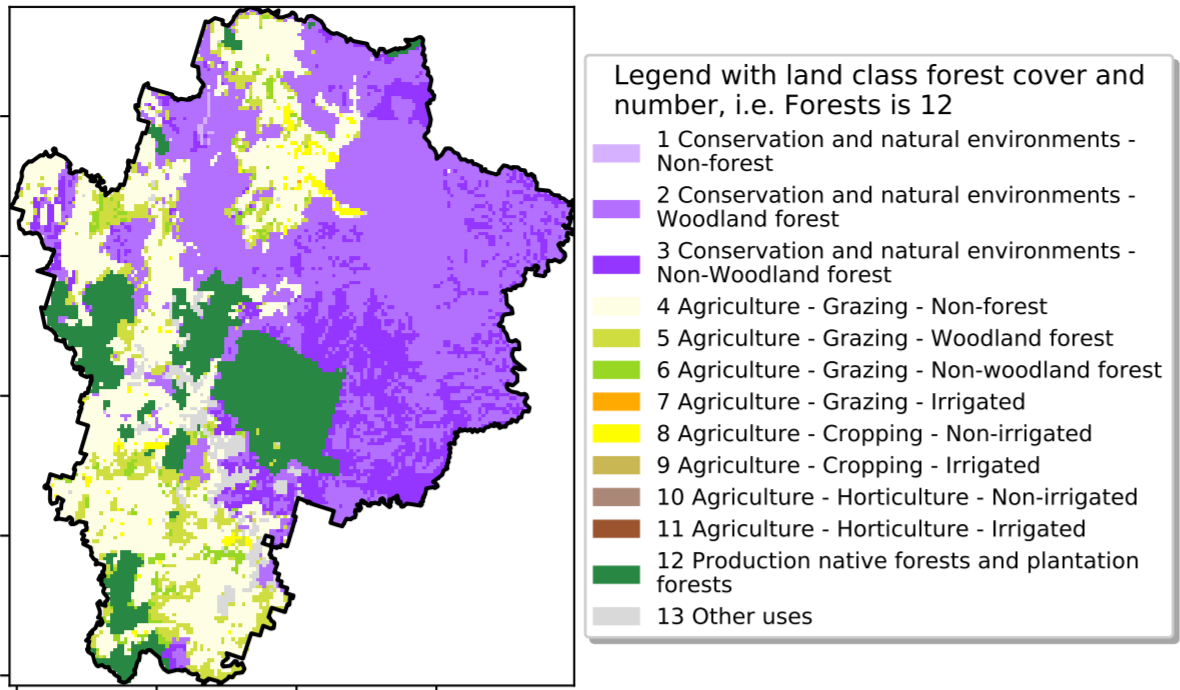 Legend with land class forest cover and
number, i.e. Forests is 12
1 Conservation and natural environments -
Non-forest
2 Conservation and natural environments -
Woodland forest
3 Conservation and natural environments -
Non-Woodland forest
4 Agriculture - Grazing - Non-forest
5 Agriculture - Grazing - Woodland forest
6 Agriculture - Grazing - Non-woodland forest
7 Agriculture - Grazing - Irrigated
8 Agriculture - Cropping - Non-irrigated
9 Agriculture - Cropping - Irrigated
10 Agriculture - Horticulture - Non-irrigated
11 Agriculture - Horticulture - Irrigated
12 Production native forests and plantation
forests
13 Other uses